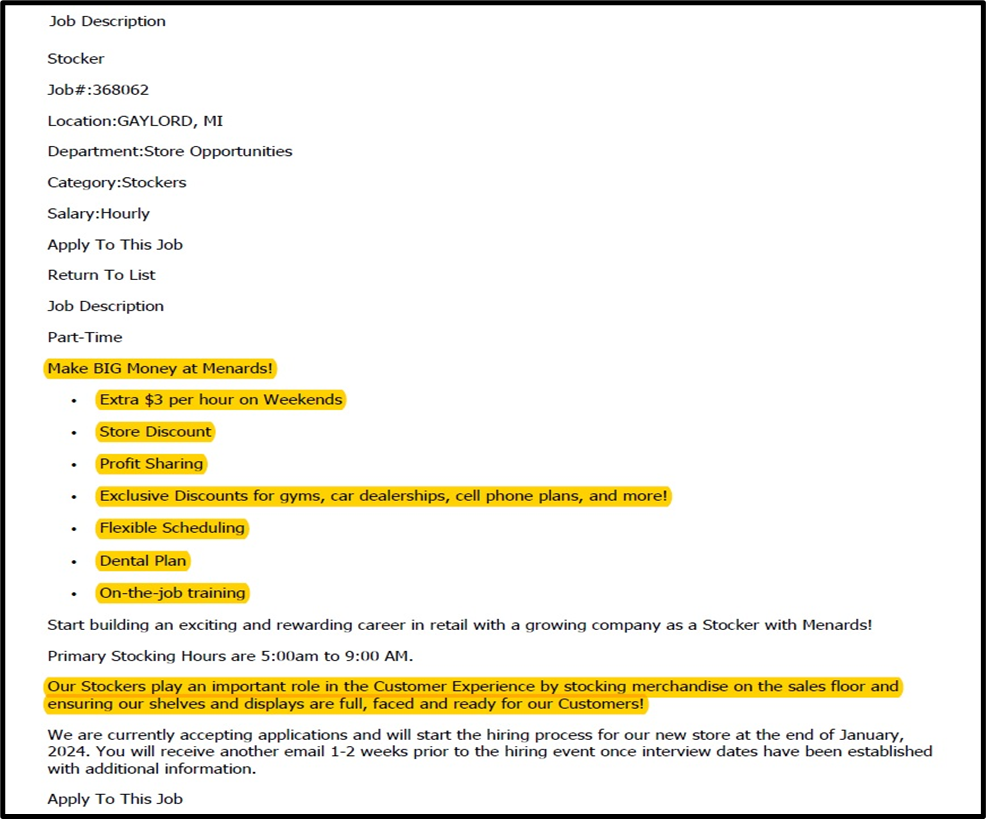 Job Description
Stocker
Job#:368062
Location:GAYLORD, MI
Department:Store Opportunities
Category:Stockers
Salary:Hourly
Apply To This Job
Return To List
Job Description
Part-Time
Make BIG Money at Menards!
• Extra $3 per hour on Weekends
• Store Discount
• Profit Sharing
• Exclusive Discounts for gyms, car dealerships, cell phone plans, and more!
• Flexible Scheduling
• Dental Plan
• On-the-job training
Start building an exciting and rewarding career in retail with a growing company as a Stocker with Menards!
Primary Stocking Hours are 5:00am to 9:00 AM.
Our Stockers play an important role in the Customer Experience by stocking merchandise on the sales floor and
ensuring our shelves and displays are full, faced and ready for our Customers!
We are currently accepting applications and will start the hiring process for our new store at the end of January,
2024. You will receive another email 1-2 weeks prior to the hiring event once interview dates have been established
with additional information.
Apply To This Job